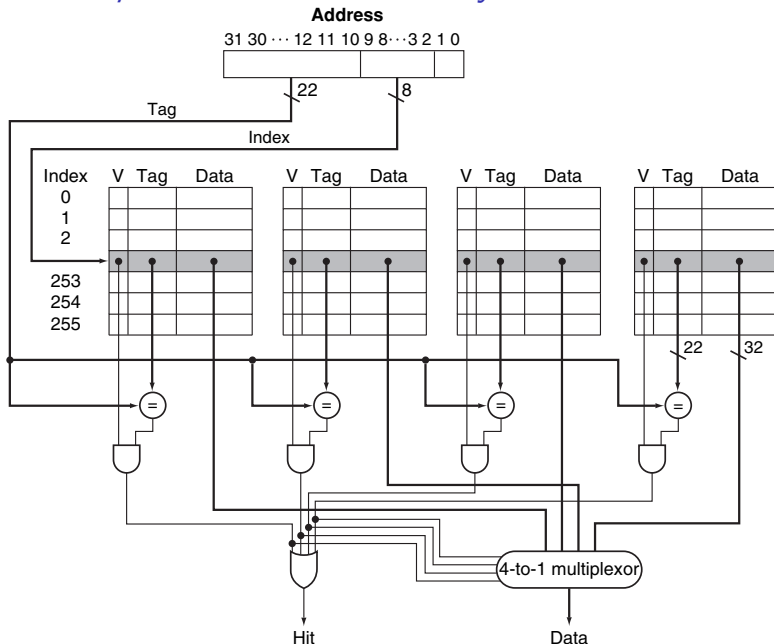 Address
31 30 ··· 12 11 10 9 8···3 2 1 0
22
8
Tag
Index
Index V Tag Data V Tag Data V Tag Data V Tag Data
0
1
2
253
254
255
22
32
= = = =
4-to-1 multiplexor
Hit
Data